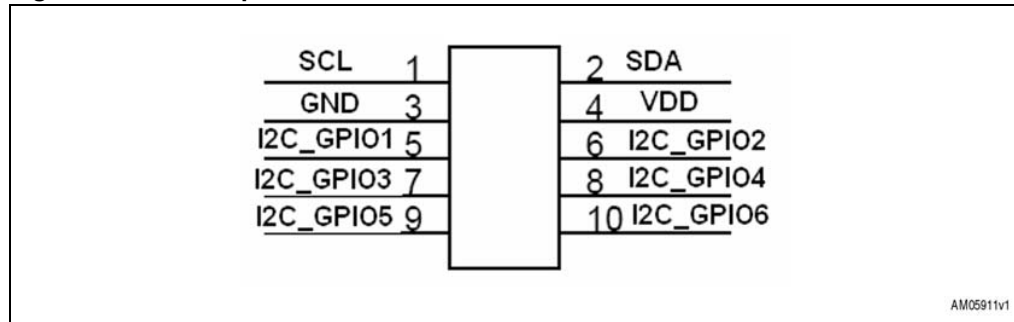 SCL 1 2 SDA
GND 3 4 VDD
I2C_GPIO1 5 6 I2C_GPIO2
I2C_GPIO3 7 8 I2C_GPIO4
I2C_GPIO5 9 10 I2C_GPIO6
AM05911v1